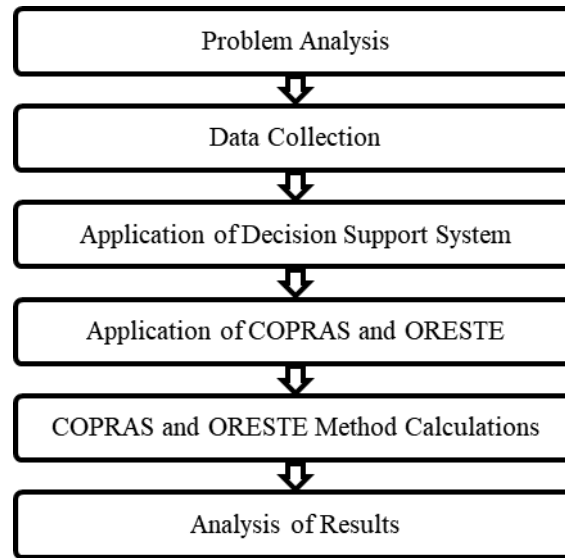 Problem Analysis
Data Collection
Application of Decision Support System
Application of COPRAS and ORESTE
COPRAS and ORESTE Method Calculations
Analysis of Results